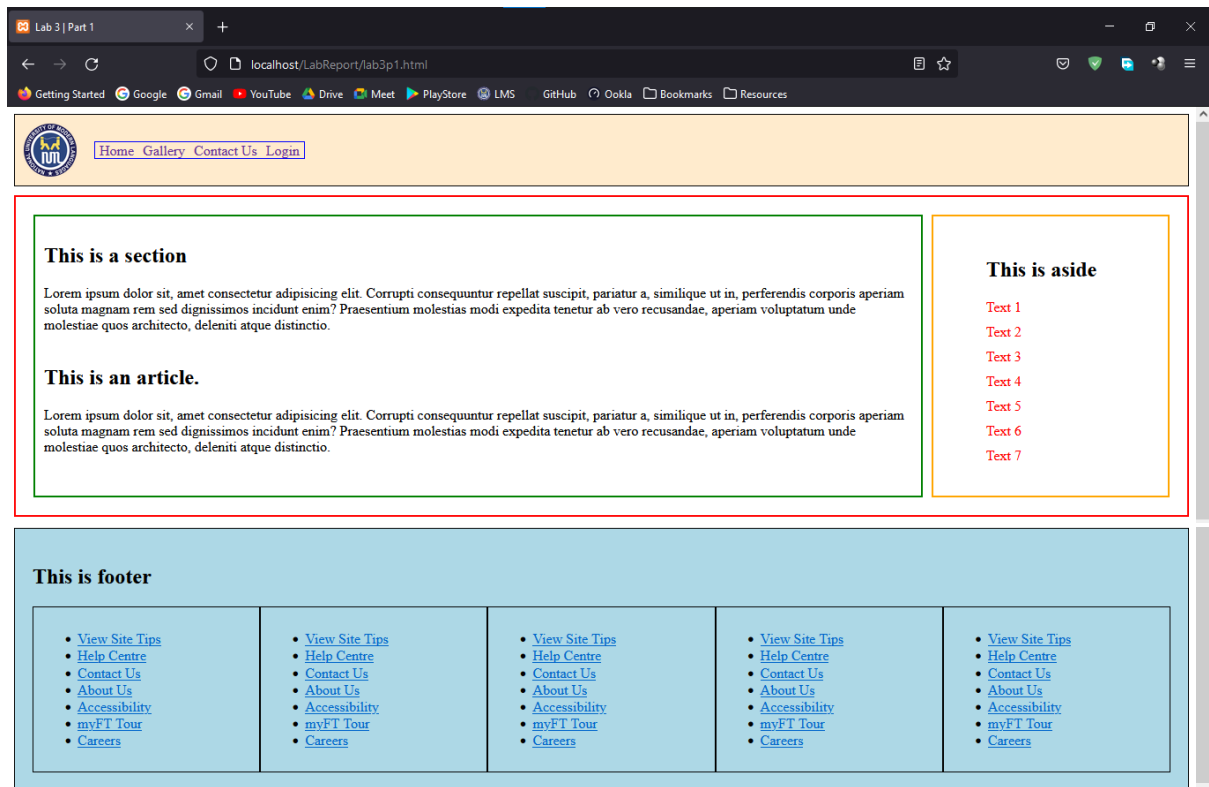 Lab 3 | Part 1
localhost/LabReport/lab3p1.html
Getting Started Google Gmail YouTube Drive Meet PlayStore LMS GitHub Ookla Bookmarks Resources
NATIONAL UNIVERSITY OF MODERN LANGUAGES
Home Gallery Contact Us Login
This is a section
Lorem ipsum dolor sit, amet consectetur adipisicing elit. Corrupti consequuntur repellat suscipit, pariatur a, similique ut in, perferendis corporis aperiam
soluta magnam rem sed dignissimos incidunt enim? Praesentium molestias modi expedita tenetur ab vero recusandae, aperiam voluptatum unde
molestiae quos architecto, deleniti atque distinctio.
This is an article.
Lorem ipsum dolor sit, amet consectetur adipisicing elit. Corrupti consequuntur repellat suscipit, pariatur a, similique ut in, perferendis corporis aperiam
soluta magnam rem sed dignissimos incidunt enim? Praesentium molestias modi expedita tenetur ab vero recusandae, aperiam voluptatum unde
molestiae quos architecto, deleniti atque distinctio.
This is aside
Text 1
Text 2
Text 3
Text 4
Text 5
Text 6
Text 7
This is footer
View Site Tips
Help Centre
Contact Us
About Us
Accessibility
myFT Tour
Careers
View Site Tips
Help Centre
Contact Us
About Us
Accessibility
myFT Tour
Careers
View Site Tips
Help Centre
Contact Us
About Us
Accessibility
myFT Tour
Careers
View Site Tips
Help Centre
Contact Us
About Us
Accessibility
myFT Tour
Careers
View Site Tips
Help Centre
Contact Us
About Us
Accessibility
myFT Tour
Careers